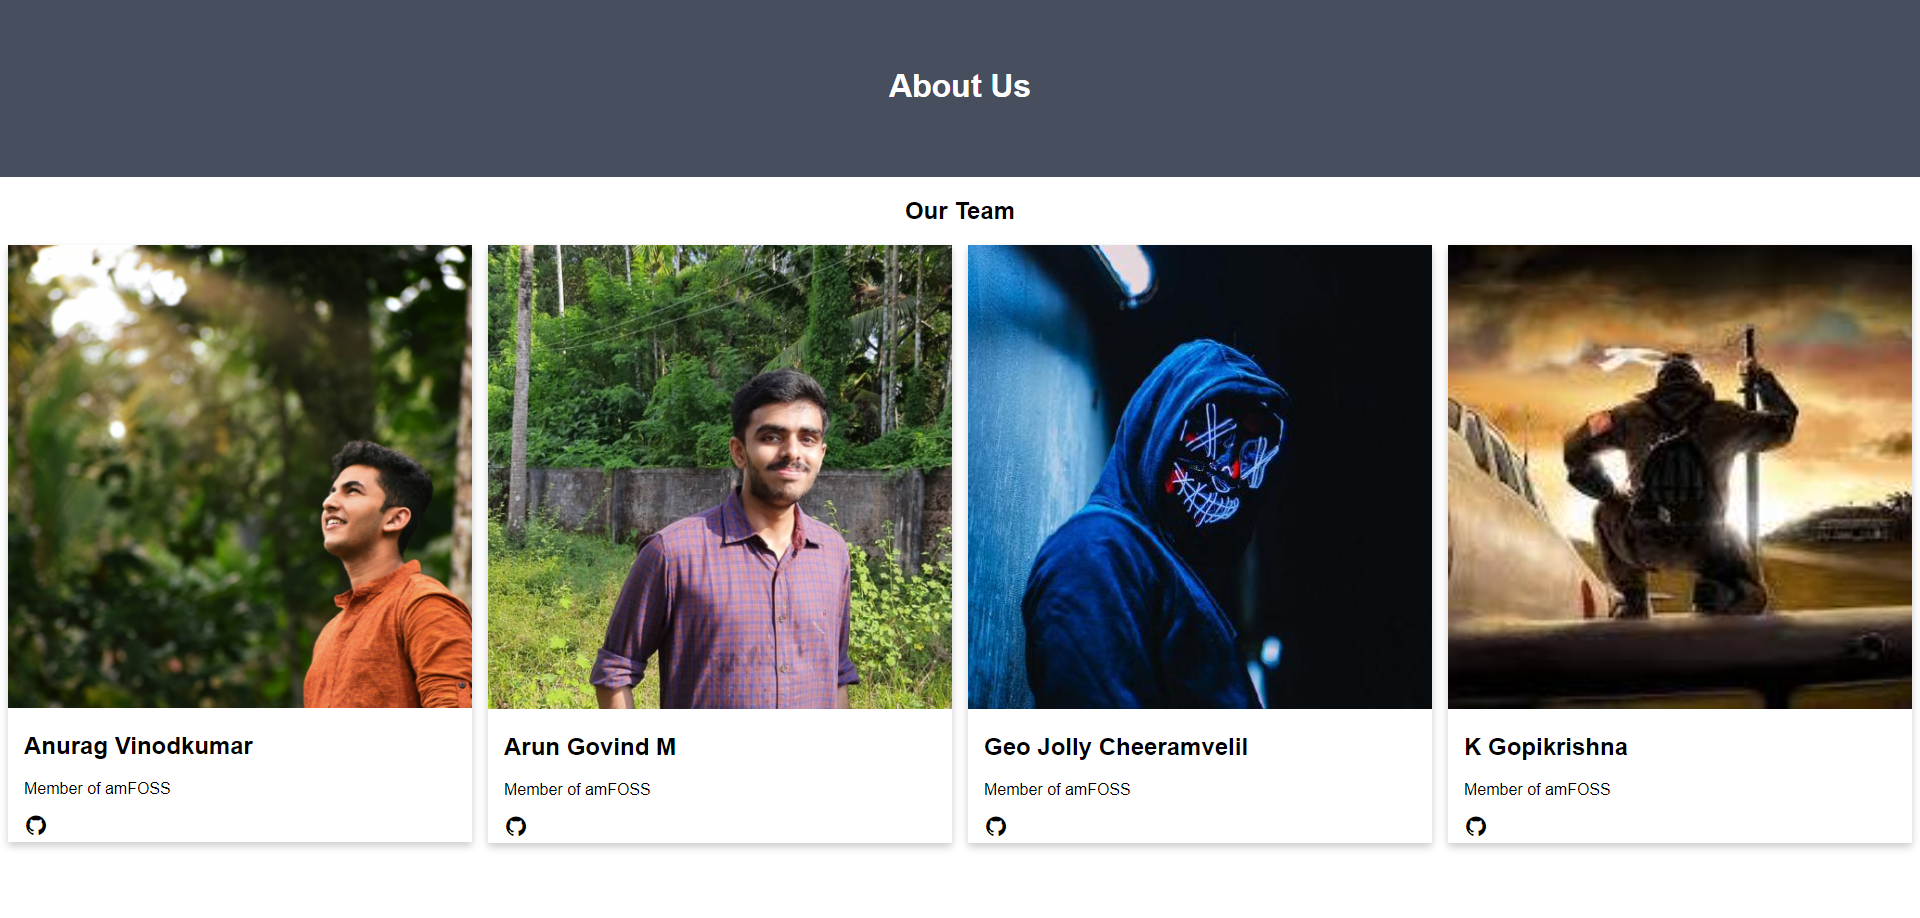 About Us
Our Team
Anurag Vinodkumar
Member of amFOSS
Arun Govind M
Member of amFOSS
Geo Jolly Cheeramvelil
Member of amFOSS
K Gopikrishna
Member of amFOSS